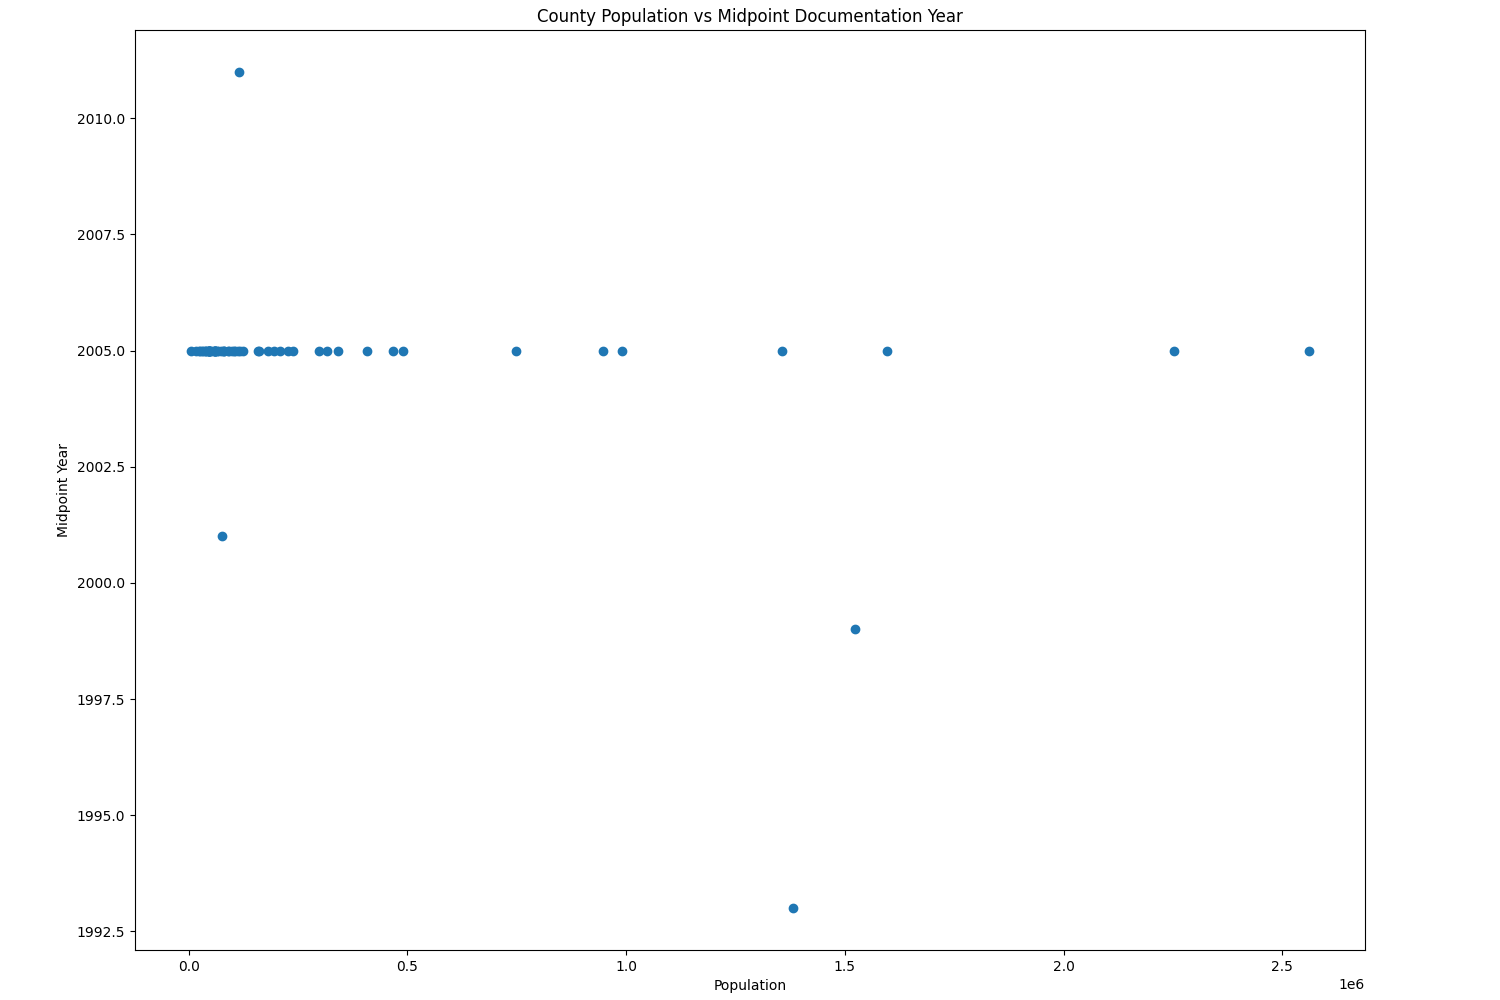 County Population vs Midpoint Documentation Year
2010.0
2007.5
2005.0
2002.5
2000.0
1997.5
1995.0
1992.5
Midpoint Year
0.0 0.5 1.0 1.5 2.0 2.5
1e6
Population